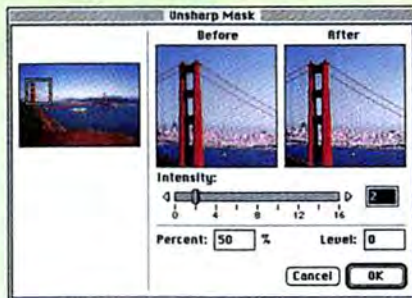 Unsharp Mask
Before After
Intensity:
2
0 4 8 12 16
Percent: 50 % Level: 0
Cancel OK